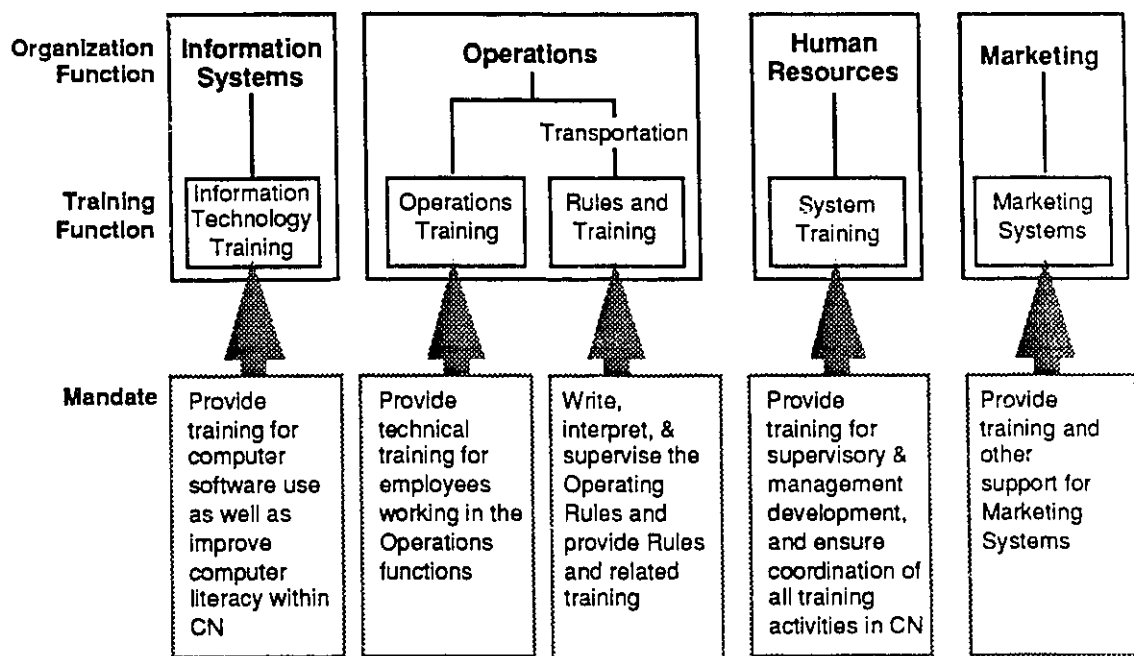 Organization
Function
Information
Systems
Operations
Human
Resources
Marketing
Transportation
Training
Function
Information
Technology
Training
Operations
Training
Rules and
Training
System
Training
Marketing
Systems
Mandate
Provide
training for
computer
software use
as well as
improve
computer
literacy within
CN
Provide
technical
training for
employees
working in the
Operations
functions
Write,
interpret, &
supervise the
Operating
Rules and
provide Rules
and related
training
Provide
training for
supervisory &
management
development,
and ensure
coordination of
all training
activities in CN
Provide
training and
other
support for
Marketing
Systems